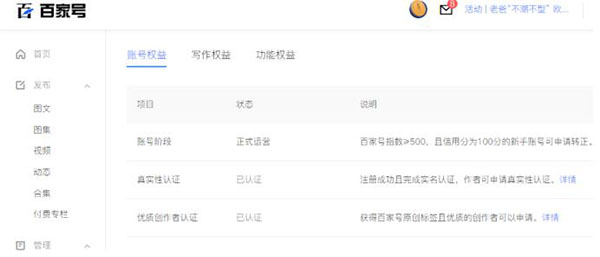 百家号
8
活动 | 老爸“不潮不型” 欧...
首页
账号权益 写作权益 功能权益
发布
图文
图集
视频
动态
合集
付费专栏
管理
项目 状态 说明
账号阶段 正式运营 百家号指数≥500，且信用分为100分的新手账号可申请转正。
真实性认证 已认证 注册成功且完成实名认证，作者可申请真实性认证。详情
优质创作者认证 已认证 获得百家号原创标签且优质的创作者可以申请。详情